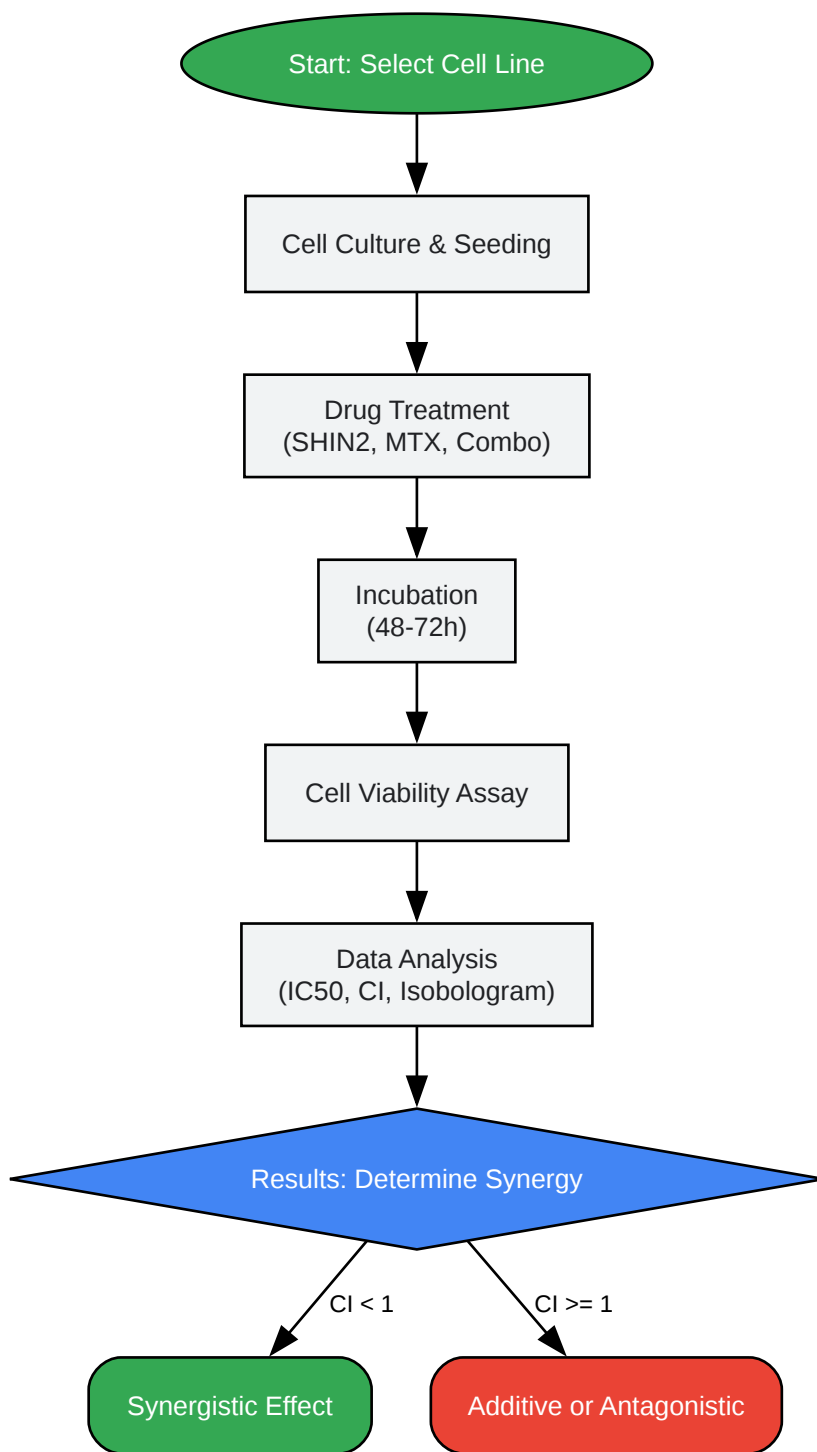 Start: Select Cell Line
Cell Culture & Seeding
Drug Treatment
(SHIN2, MTX, Combo)
Incubation
(48-72h)
Cell Viability Assay
Data Analysis
(IC50, CI, Isobologram)
Results: Determine Synergy
CI < 1
CI >= 1
Synergistic Effect
Additive or Antagonistic